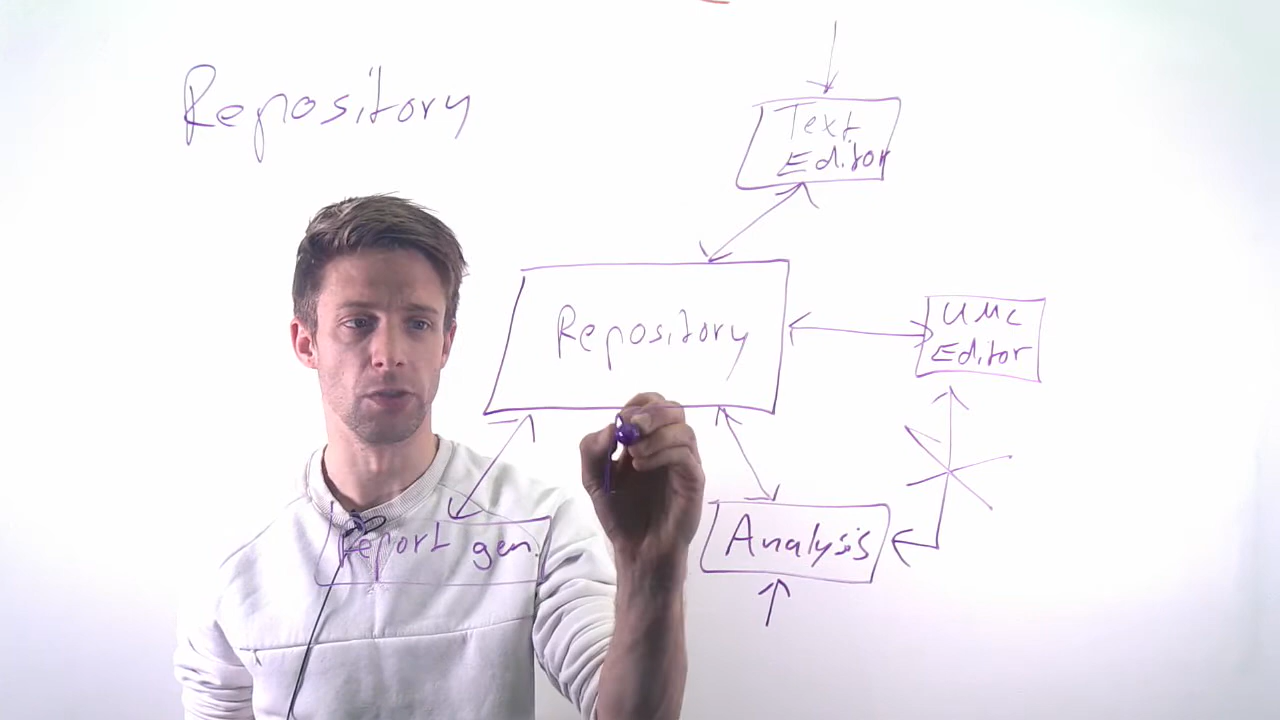 Repository
Text
Editor
Repository
UML
Editor
Report gen.
Analysis